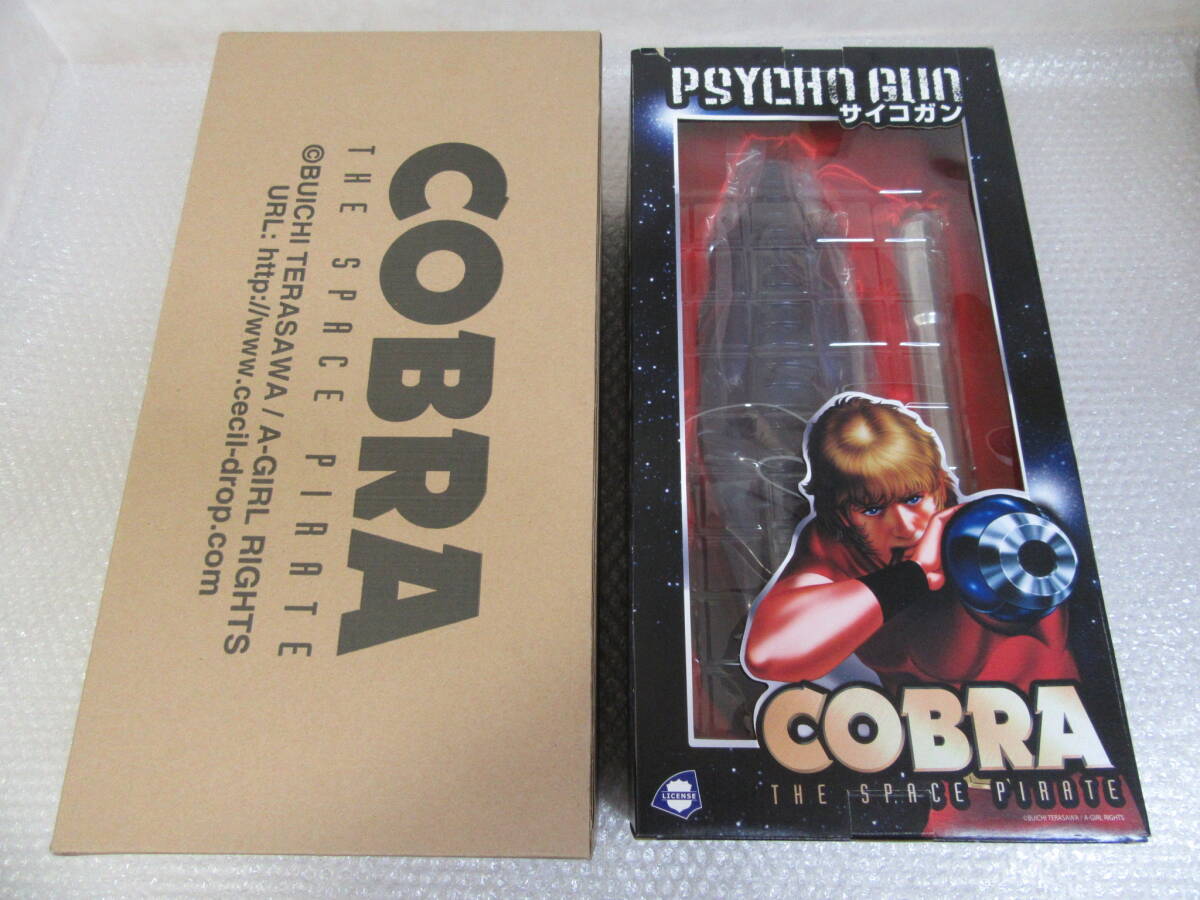 COBRA
THE SPACE PIRATE
©BUICHI TERASAWA / A-GIRL RIGHTS
URL: http://www.cecil-drop.com
PSYCHO GUN
サイコガン
COBRA
THE SPACE PIRATE
©BUICHI TERASAWA / A-GIRL RIGHTS
LICENSE